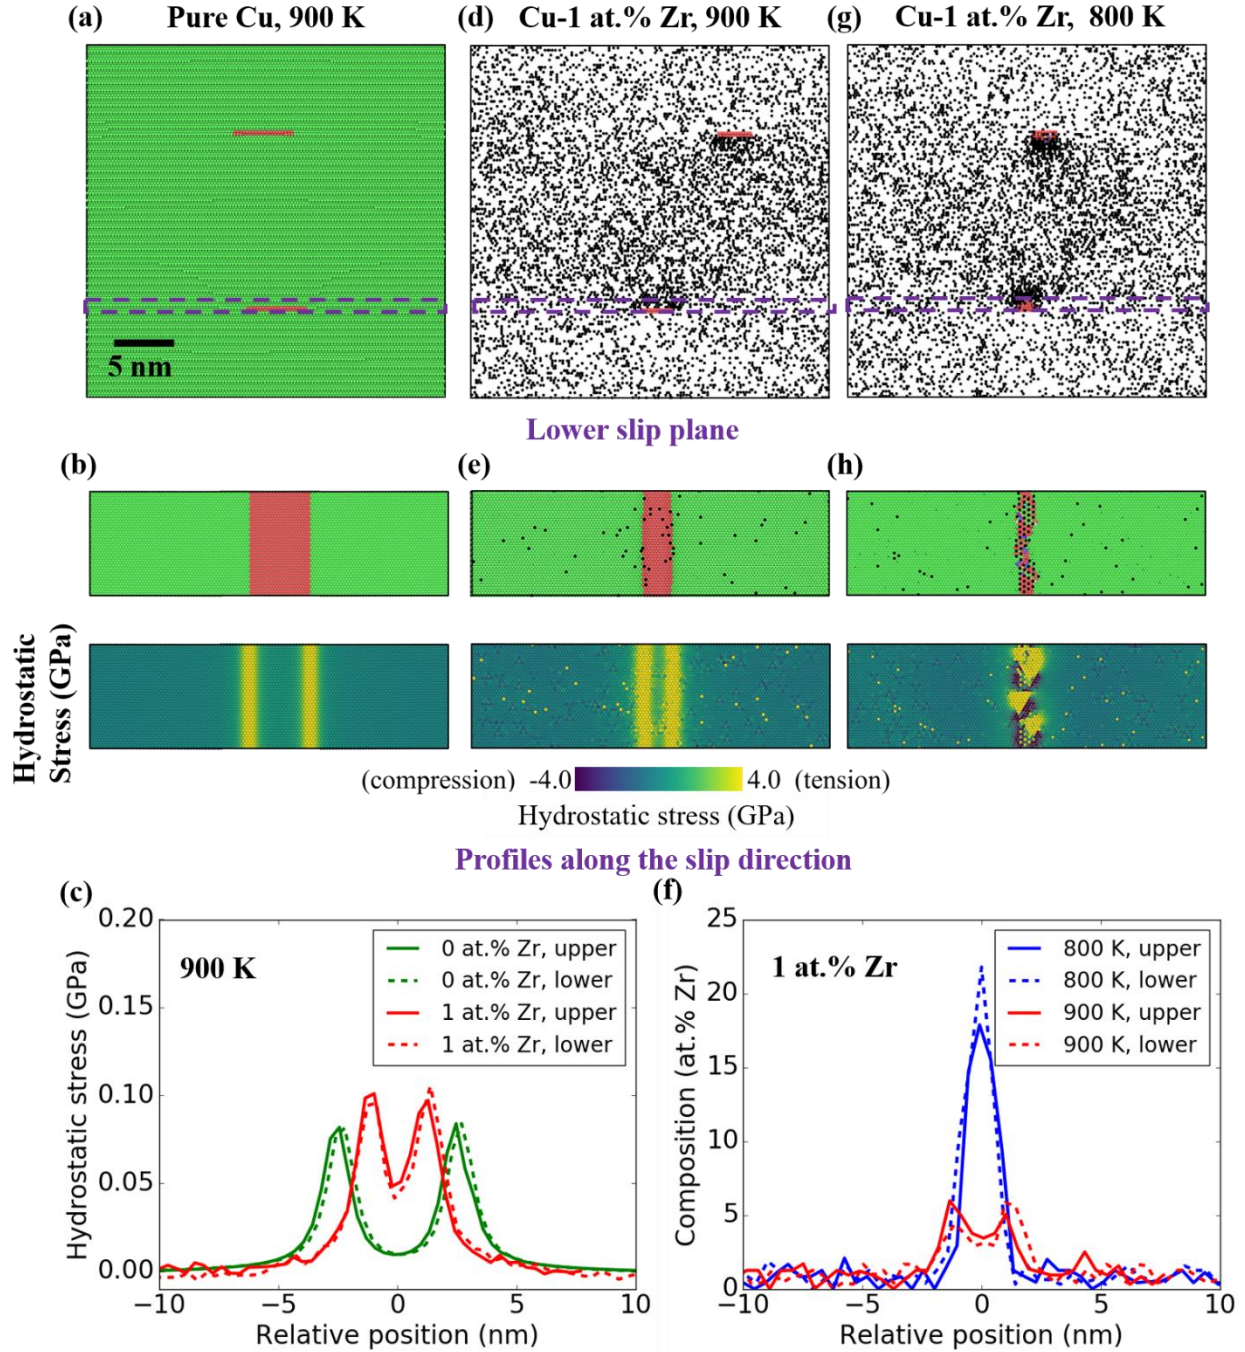 (a) Pure Cu, 900 K
(d) Cu-1 at.% Zr, 900 K
(g) Cu-1 at.% Zr, 800 K
5 nm
Lower slip plane
(b)
(e)
(h)
Hydrostatic
Stress (GPa)
(compression) -4.0 4.0 (tension)
Hydrostatic stress (GPa)
Profiles along the slip direction
(c)
900 K
0 at.% Zr, upper
0 at.% Zr, lower
1 at.% Zr, upper
1 at.% Zr, lower
Hydrostatic stress (GPa)
0.20
0.15
0.10
0.05
0.00
−10 −5 0 5 10
Relative position (nm)
(f)
1 at.% Zr
800 K, upper
800 K, lower
900 K, upper
900 K, lower
Composition (at.% Zr)
25
20
15
10
5
0
−10 −5 0 5 10
Relative position (nm)